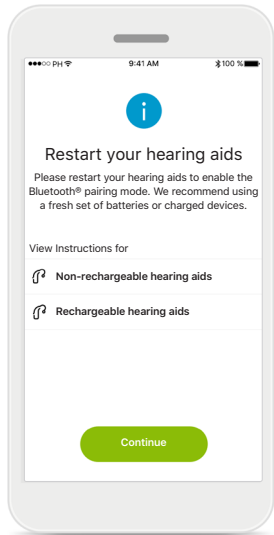 ●●●○○ PH 9:41 AM 100 %
i
Restart your hearing aids
Please restart your hearing aids to enable the
Bluetooth® pairing mode. We recommend using
a fresh set of batteries or charged devices.
View Instructions for
Non-rechargeable hearing aids
Rechargeable hearing aids
Continue